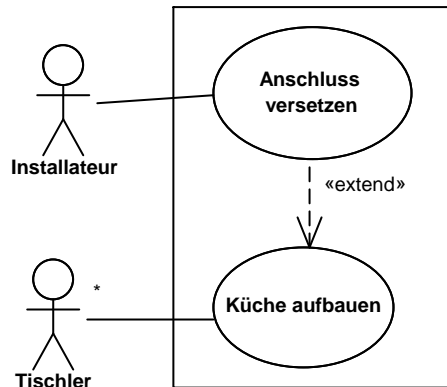 Anschluss
versetzen
Installateur
«extend»
*
Küche aufbauen
Tischler